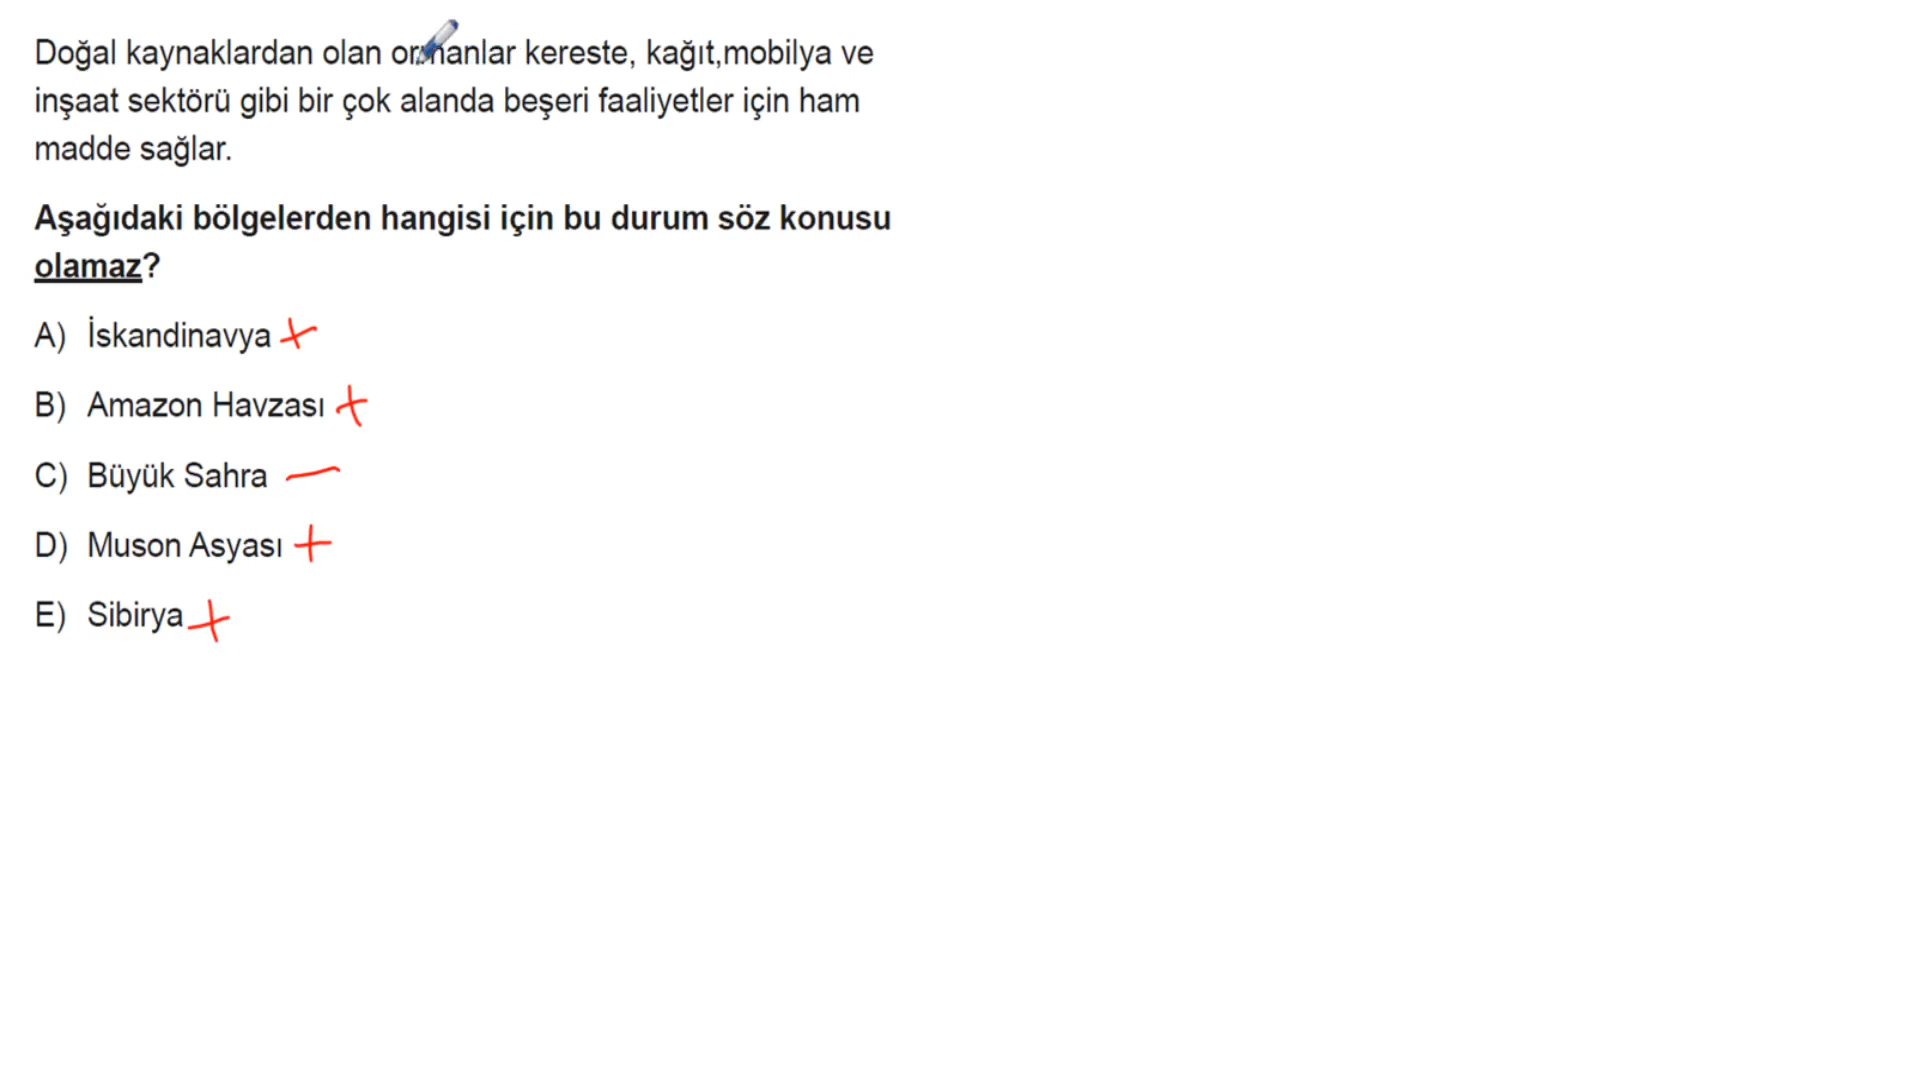 Doğal kaynaklardan olan ormanlar kereste, kağıt,mobilya ve
inşaat sektörü gibi bir çok alanda beşeri faaliyetler için ham
madde sağlar.
Aşağıdaki bölgelerden hangisi için bu durum söz konusu
olamaz?
A) İskandinavya +
B) Amazon Havzası +
C) Büyük Sahra -
D) Muson Asyası +
E) Sibirya +